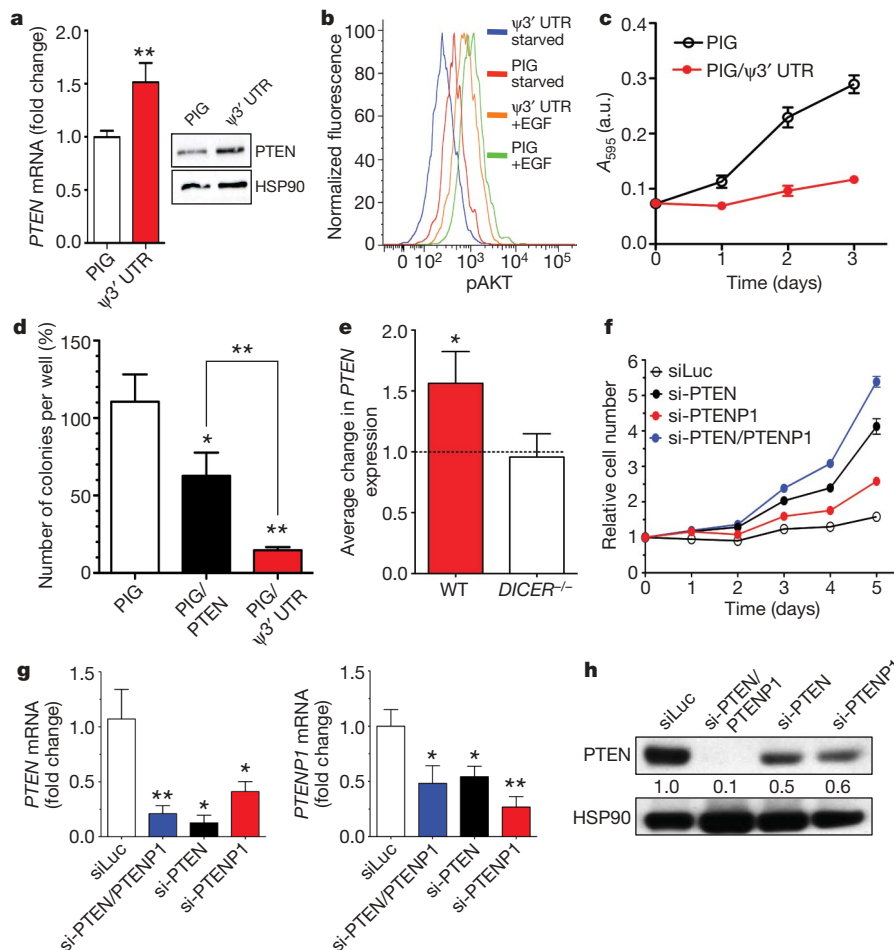 a
PTEN mRNA (fold change)
2.0
1.5
1.0
0.5
0.0
**
PIG
ψ3′ UTR
PIG
ψ3′ UTR
PTEN
HSP90
b
Normalized fluorescence
100
80
60
40
20
0
0
10²
10³
10⁴
10⁵
pAKT
ψ3′ UTR
starved
PIG
starved
ψ3′ UTR
+EGF
PIG
+EGF
c
A₅₉₅ (a.u.)
0.4
0.3
0.2
0.1
0.0
0
1
2
3
Time (days)
PIG
PIG/ψ3′ UTR
d
Number of colonies per well (%)
150
100
50
20
0
*
**
**
PIG
PIG/
PTEN
PIG/
ψ3′ UTR
e
Average change in PTEN
expression
2.0
1.5
1.0
0.5
0.0
*
WT
DICER⁻/⁻
f
Relative cell number
6
5
4
3
2
1
0
0
1
2
3
4
5
Time (days)
siLuc
si-PTEN
si-PTENP1
si-PTEN/PTENP1
g
PTEN mRNA
(fold change)
1.5
1.0
0.5
0.0
**
*
*
siLuc
si-PTEN/PTENP1
si-PTEN
si-PTENP1
PTENP1 mRNA
(fold change)
1.5
1.0
0.5
0.0
*
*
**
siLuc
si-PTEN/PTENP1
si-PTEN
si-PTENP1
h
siLuc
si-PTEN/
PTENP1
si-PTEN
si-PTENP1
PTEN
1.0 0.1 0.5 0.6
HSP90